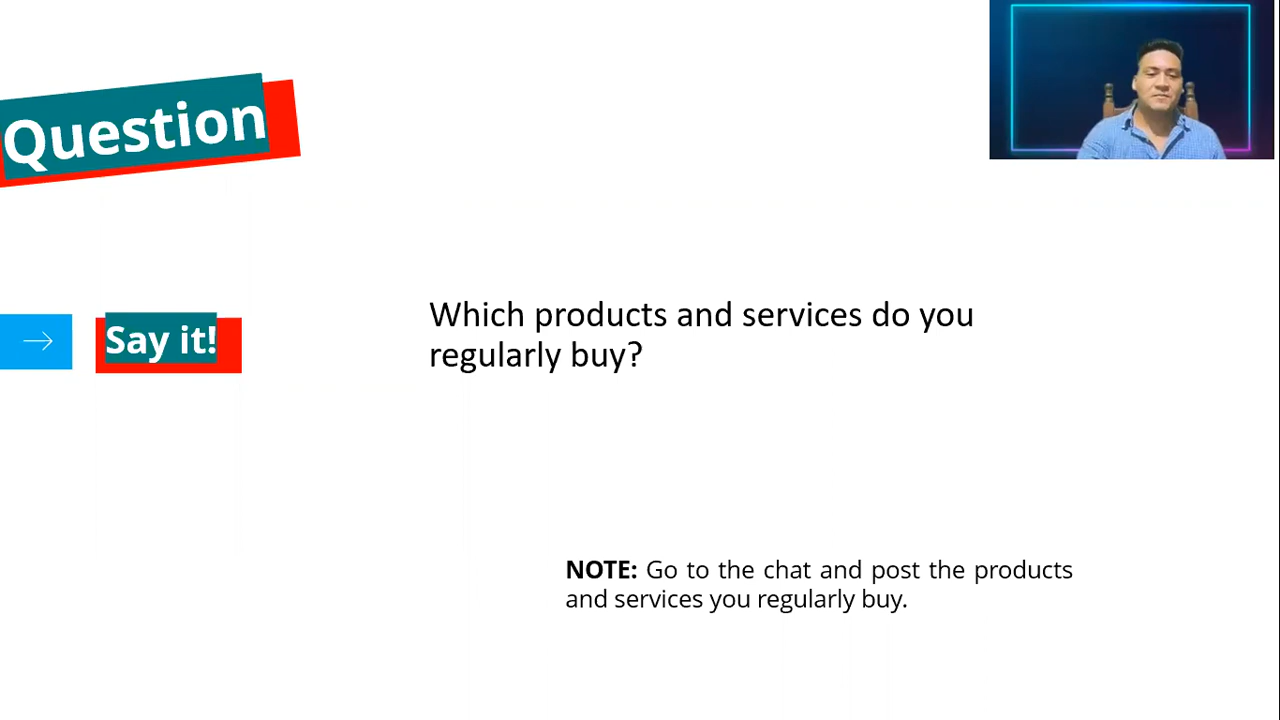 Question
Say it!
Which products and services do you
regularly buy?
NOTE: Go to the chat and post the products
and services you regularly buy.